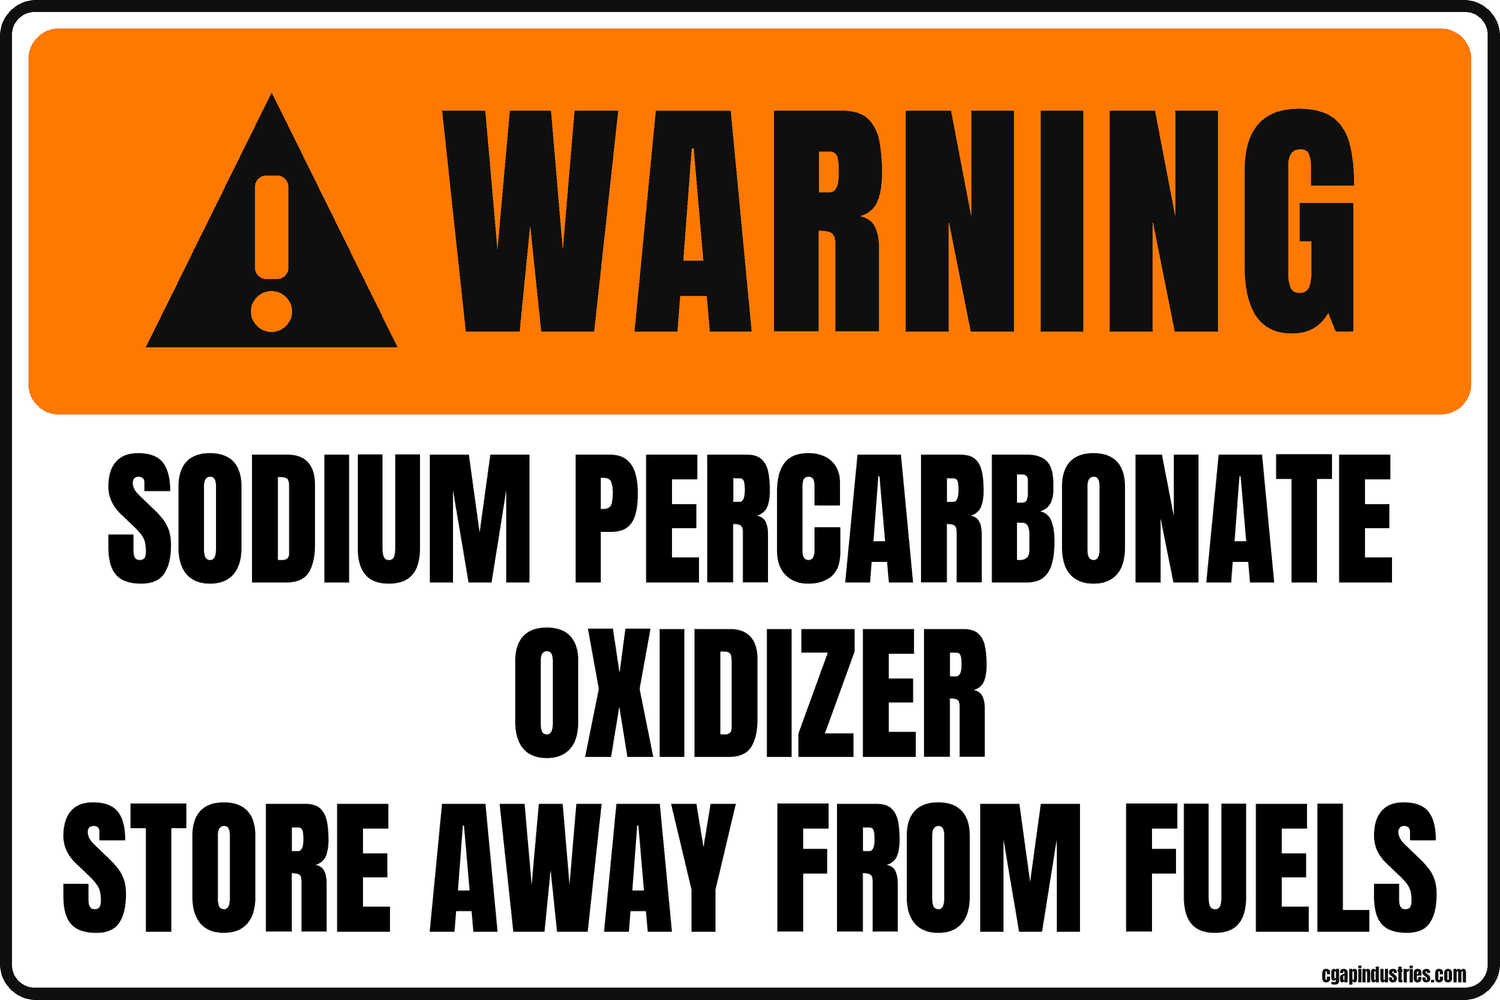 WARNING
SODIUM PERCARBONATE
OXIDIZER
STORE AWAY FROM FUELS
cgapindustries.com